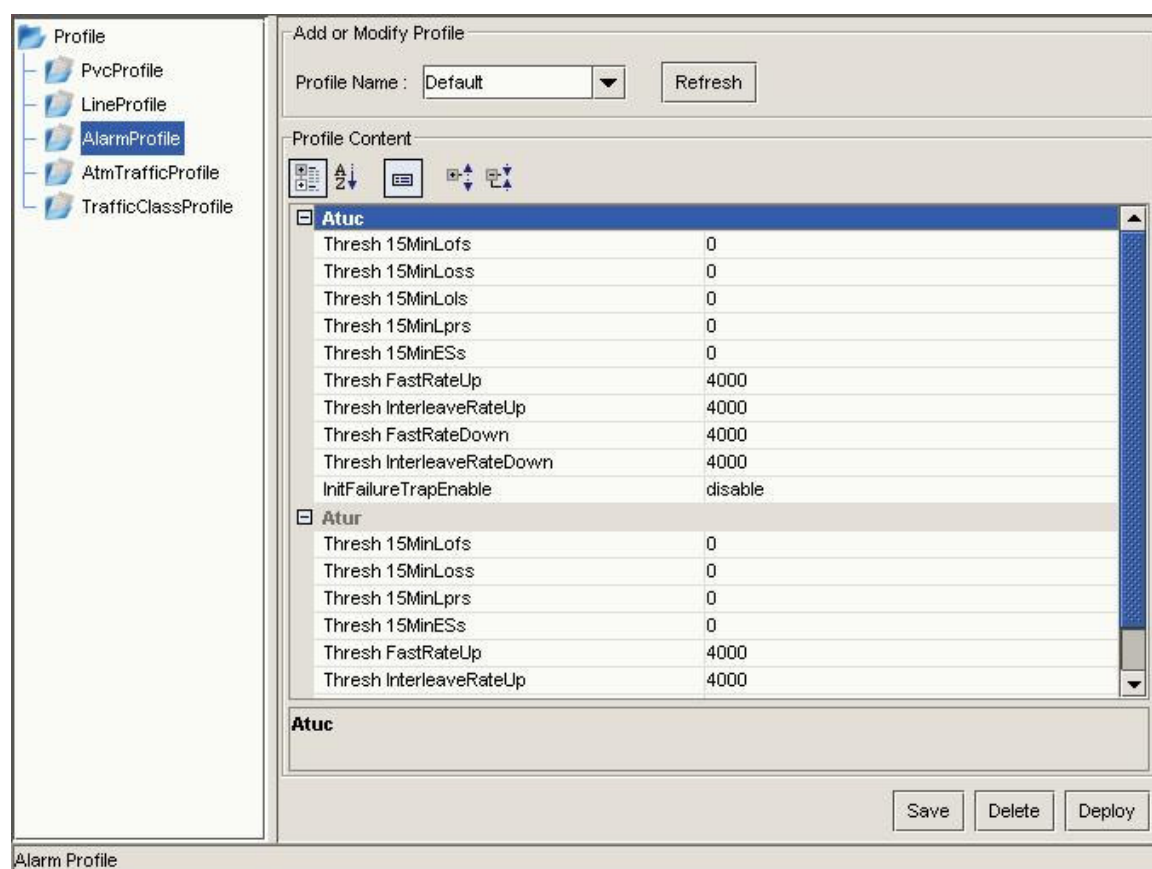 Profile
PvcProfile
LineProfile
AlarmProfile
AtmTrafficProfile
TrafficClassProfile
Add or Modify Profile
Profile Name : Default Refresh
Profile Content
A
Z
Atuc
Thresh 15MinLofs 0
Thresh 15MinLoss 0
Thresh 15MinLols 0
Thresh 15MinLprs 0
Thresh 15MinESs 0
Thresh FastRateUp 4000
Thresh InterleaveRateUp 4000
Thresh FastRateDown 4000
Thresh InterleaveRateDown 4000
InitFailureTrapEnable disable
Atur
Thresh 15MinLofs 0
Thresh 15MinLoss 0
Thresh 15MinLprs 0
Thresh 15MinESs 0
Thresh FastRateUp 4000
Thresh InterleaveRateUp 4000
Atuc
Save Delete Deploy
Alarm Profile